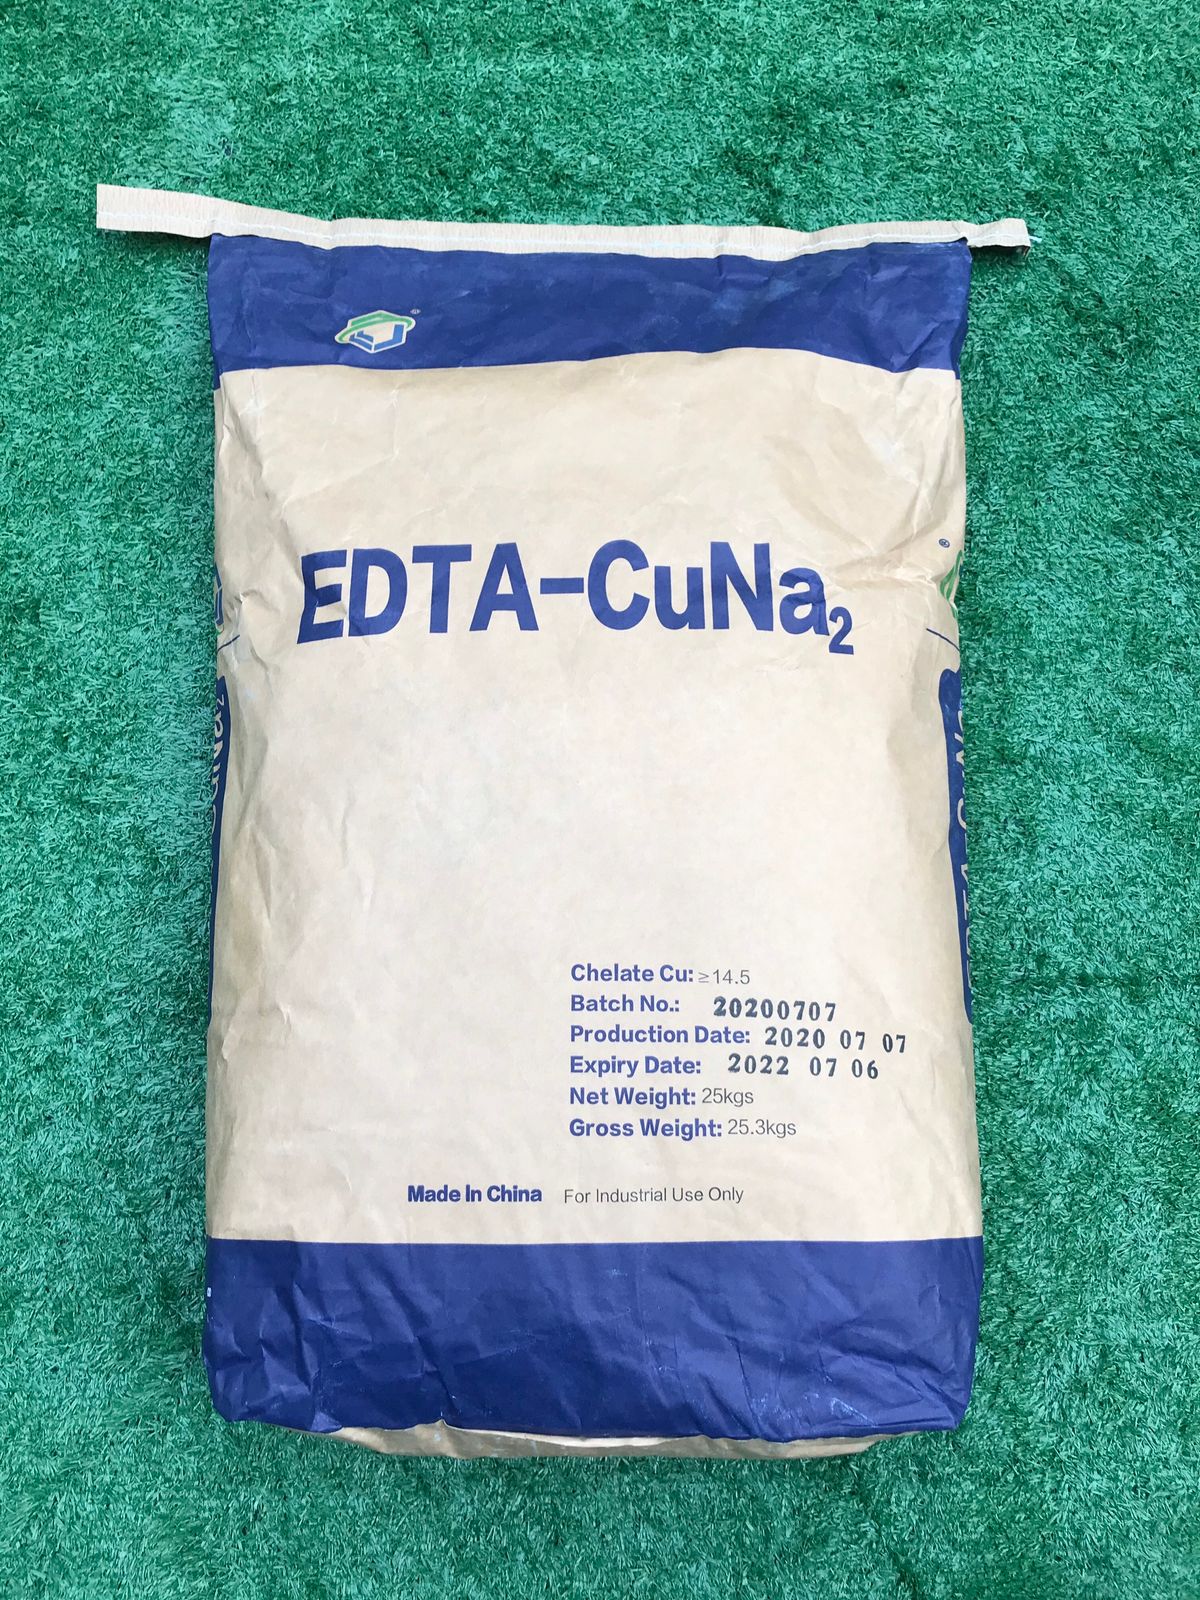 EDTA-CuNa₂
Chelate Cu: ≥14.5
Batch No.: 20200707
Production Date: 2020 07 07
Expiry Date: 2022 07 06
Net Weight: 25kgs
Gross Weight: 25.3kgs
Made In China For Industrial Use Only